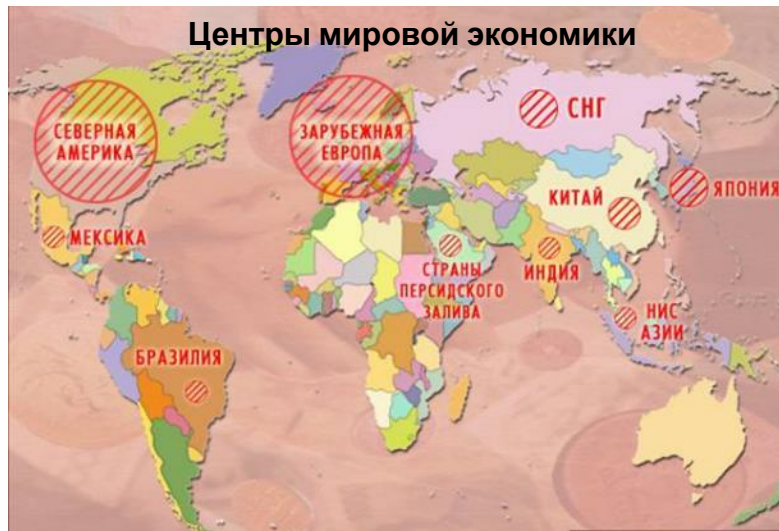 Центры мировой экономики
СЕВЕРНАЯ
АМЕРИКА
ЗАРУБЕЖНАЯ
ЕВРОПА
СНГ
КИТАЙ
ЯПОНИЯ
МЕКСИКА
СТРАНЫ
ПЕРСИДСКОГО
ЗАЛИВА
ИНДИЯ
НИС
АЗИИ
БРАЗИЛИЯ